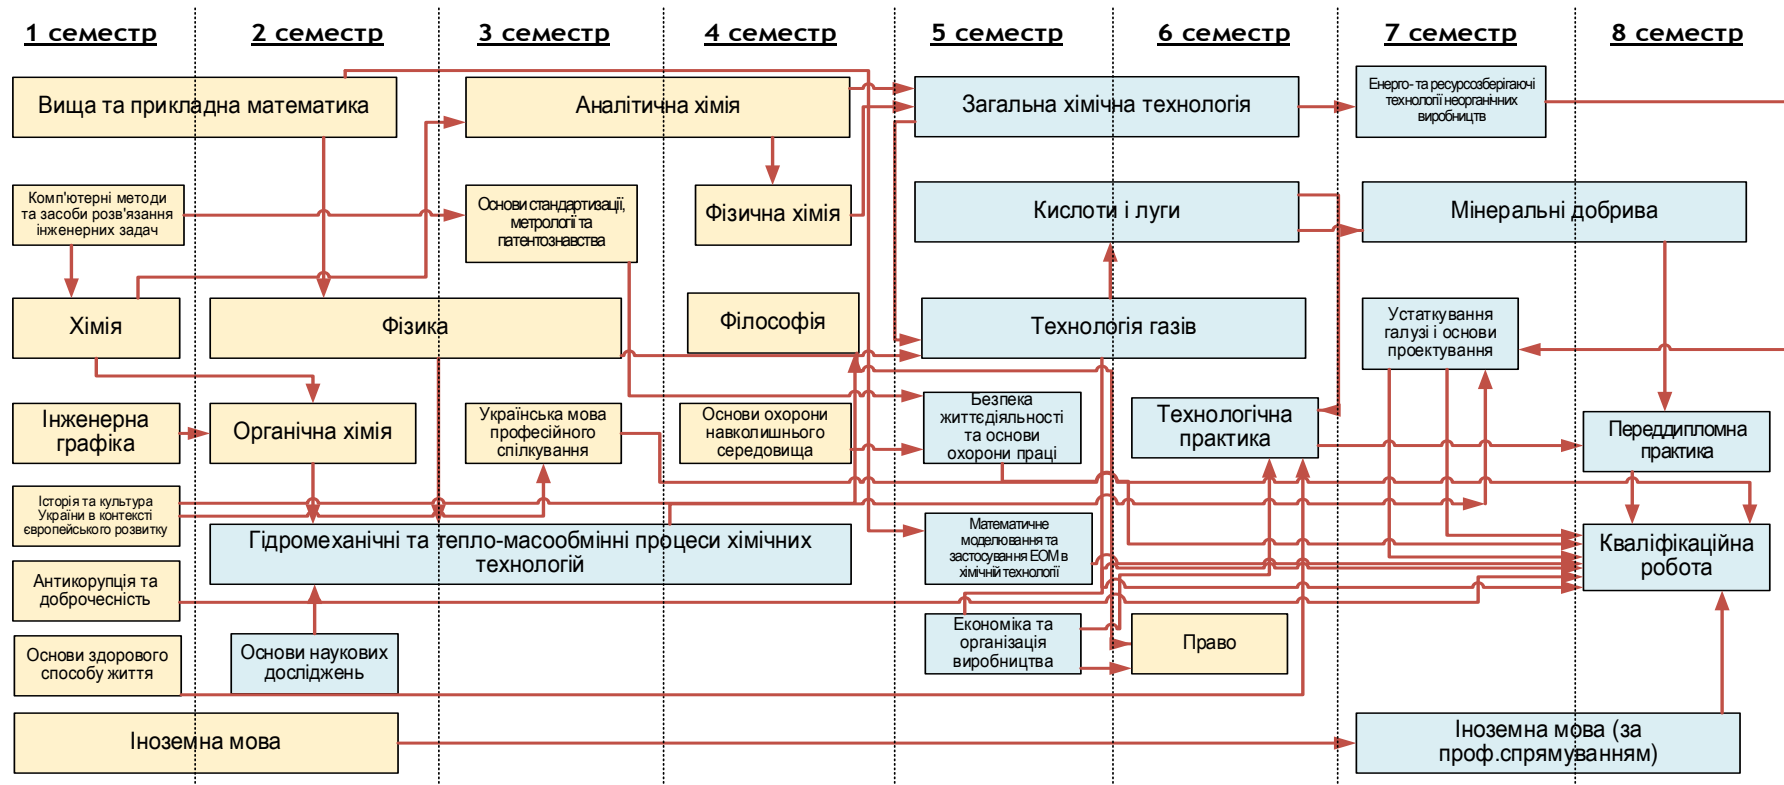 1 семестр
2 семестр
3 семестр
4 семестр
5 семестр
6 семестр
7 семестр
8 семестр
Вища та прикладна математика
Аналітична хімія
Загальна хімічна технологія
Енерго- та ресурсозберігаючі
технології неорганічних
виробництв
Комп'ютерні методи
та засоби розв'язання
інженерних задач
Основи стандартизації,
метрології та
патентознавства
Фізична хімія
Кислоти і луги
Мінеральні добрива
Хімія
Фізика
Філософія
Технологія газів
Устаткування
галузі і основи
проектування
Інженерна
графіка
Органічна хімія
Українська мова
професійного
спілкування
Основи охорони
навколишнього
середовища
Безпека
життєдіяльності
та основи
охорони праці
Технологічна
практика
Переддипломна
практика
Історія та культура
України в контексті
європейського розвитку
Гідромеханічні та тепло-масообмінні процеси хімічних
технологій
Математичне
моделювання та
застосування ЕОМ в
хімічній технології
Кваліфікаційна
робота
Антикорупція та
доброчесність
Основи здорового
способу життя
Основи наукових
досліджень
Економіка та
організація
виробництва
Право
Іноземна мова
Іноземна мова (за
проф.спрямуванням)